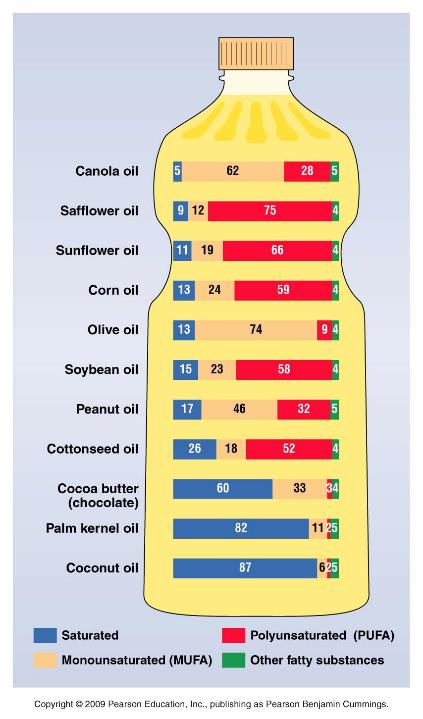 Canola oil 5 62 28 5
Safflower oil 9 12 75 4
Sunflower oil 11 19 66 4
Corn oil 13 24 59 4
Olive oil 13 74 9 4
Soybean oil 15 23 58 4
Peanut oil 17 46 32 5
Cottonseed oil 26 18 52 4
Cocoa butter 60 33 3 4
(chocolate)
Palm kernel oil 82 11 2 5
Coconut oil 87 6 2 5
Saturated Polyunsaturated (PUFA)
Monounsaturated (MUFA) Other fatty substances
Copyright © 2009 Pearson Education, Inc., publishing as Pearson Benjamin Cummings.